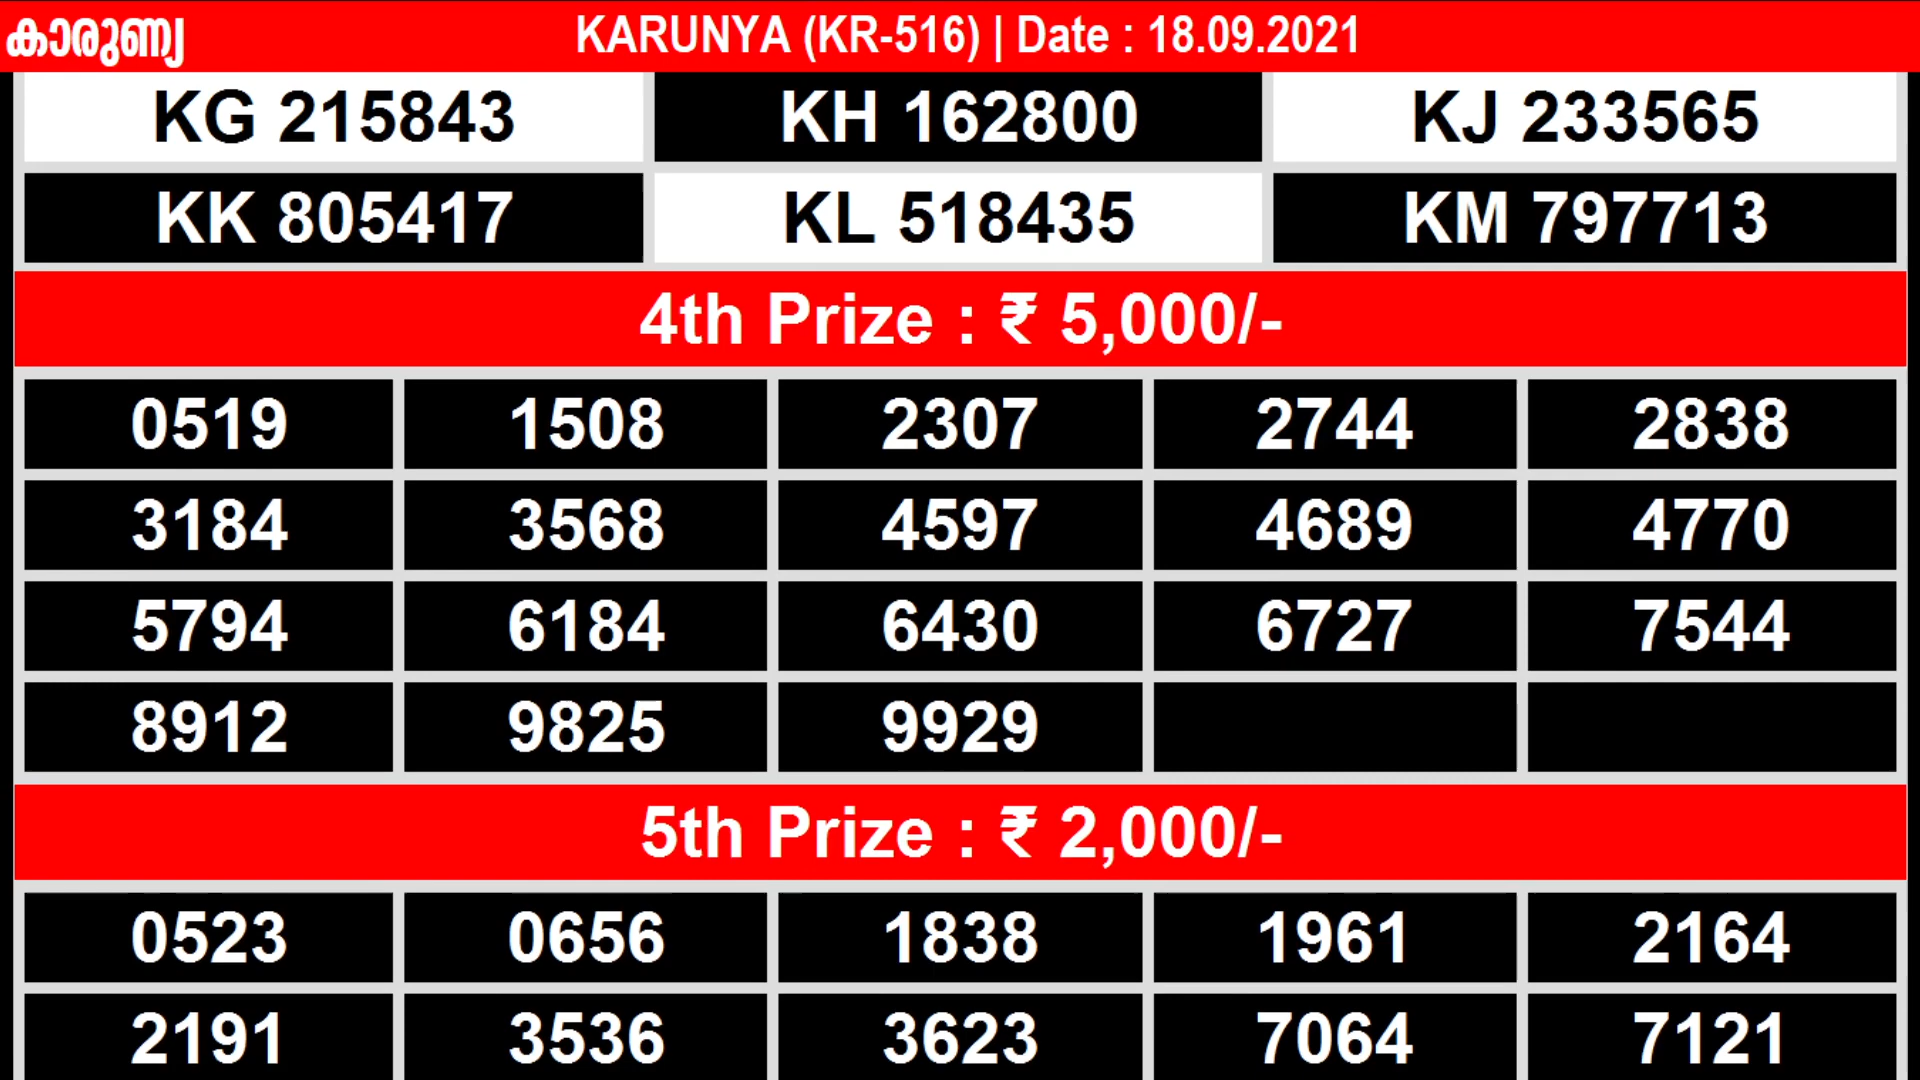 കാരുണ്യ KARUNYA (KR-516) | Date : 18.09.2021
KG 215843 KH 162800 KJ 233565
KK 805417 KL 518435 KM 797713
4th Prize : ₹ 5,000/-
0519 1508 2307 2744 2838
3184 3568 4597 4689 4770
5794 6184 6430 6727 7544
8912 9825 9929
5th Prize : ₹ 2,000/-
0523 0656 1838 1961 2164
2191 3536 3623 7064 7121